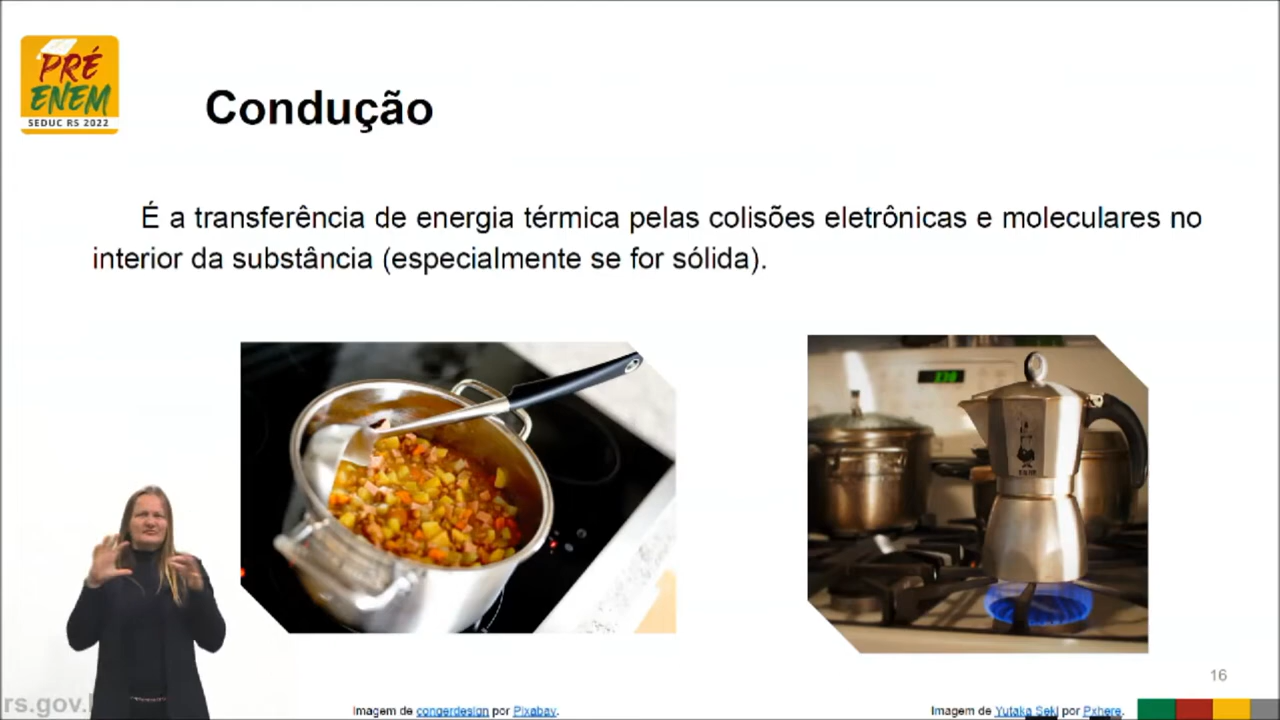 PRÉ
ENEM
SEDUC RS 2022
Condução
É a transferência de energia térmica pelas colisões eletrônicas e moleculares no
interior da substância (especialmente se for sólida).
16
rs.gov.
Imagem de congerdesign por Pixabay.
Imagem de Yutaka Seki por Pxhere.